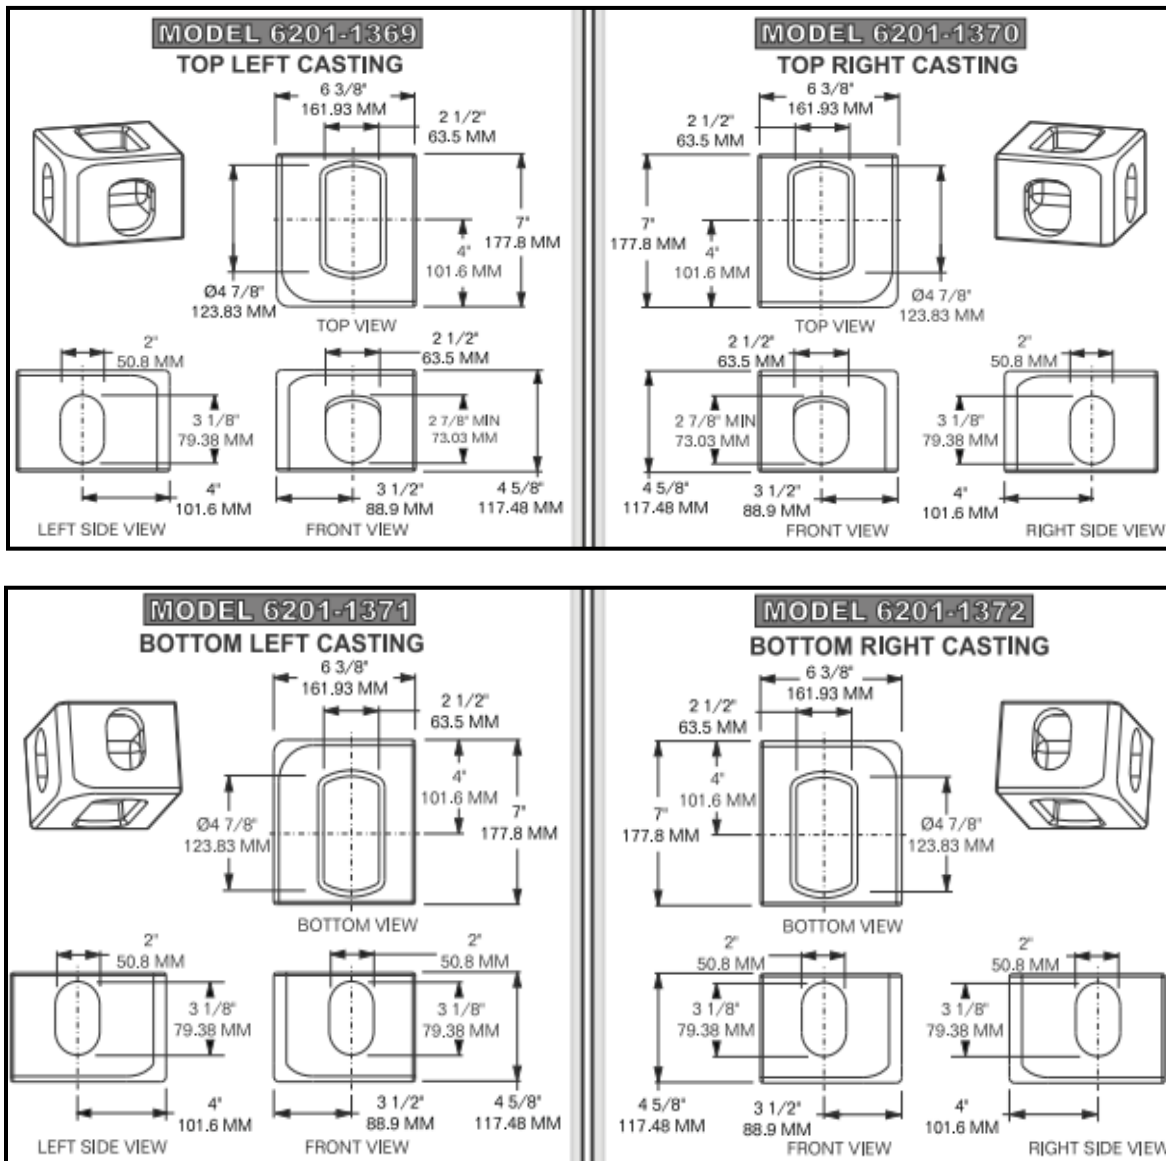 MODEL 6201-1369
TOP LEFT CASTING
6 3/8"
161.93 MM
2 1/2"
63.5 MM
7"
177.8 MM
4"
101.6 MM
Ø4 7/8"
123.83 MM
TOP VIEW
2"
50.8 MM
3 1/8"
79.38 MM
4"
101.6 MM
LEFT SIDE VIEW
2 1/2"
63.5 MM
2 7/8" MIN
73.03 MM
3 1/2"
88.9 MM
4 5/8"
117.48 MM
FRONT VIEW
MODEL 6201-1370
TOP RIGHT CASTING
6 3/8"
161.93 MM
2 1/2"
63.5 MM
7"
177.8 MM
4"
101.6 MM
Ø4 7/8"
123.83 MM
TOP VIEW
2 1/2"
63.5 MM
2 7/8" MIN
73.03 MM
4 5/8"
117.48 MM
3 1/2"
88.9 MM
FRONT VIEW
2"
50.8 MM
3 1/8"
79.38 MM
4"
101.6 MM
RIGHT SIDE VIEW
MODEL 6201-1371
BOTTOM LEFT CASTING
6 3/8"
161.93 MM
2 1/2"
63.5 MM
4"
101.6 MM
7"
177.8 MM
Ø4 7/8"
123.83 MM
BOTTOM VIEW
2"
50.8 MM
3 1/8"
79.38 MM
4"
101.6 MM
LEFT SIDE VIEW
2"
50.8 MM
3 1/8"
79.38 MM
3 1/2"
88.9 MM
4 5/8"
117.48 MM
FRONT VIEW
MODEL 6201-1372
BOTTOM RIGHT CASTING
6 3/8"
161.93 MM
2 1/2"
63.5 MM
4"
101.6 MM
7"
177.8 MM
Ø4 7/8"
123.83 MM
BOTTOM VIEW
2"
50.8 MM
3 1/8"
79.38 MM
4 5/8"
117.48 MM
3 1/2"
88.9 MM
FRONT VIEW
2"
50.8 MM
3 1/8"
79.38 MM
4"
101.6 MM
RIGHT SIDE VIEW